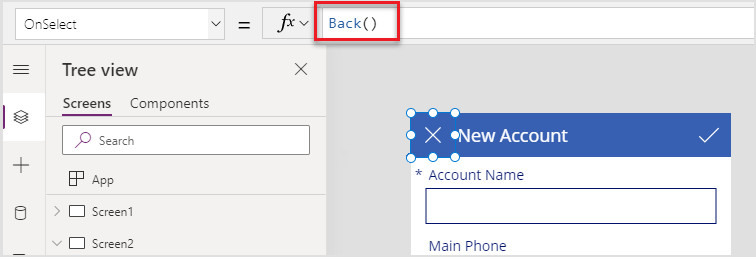 OnSelect = fx Back()
Tree view
Screens Components
Search
App
Screen1
Screen2
New Account
* Account Name
Main Phone